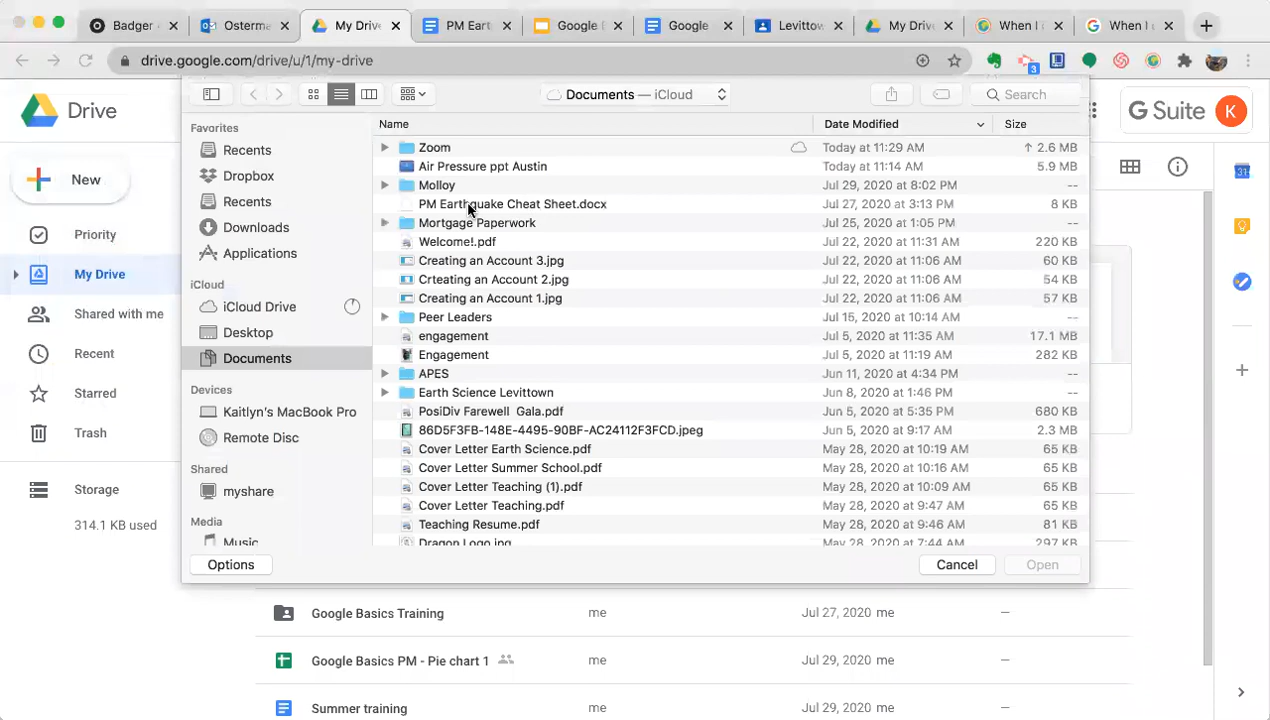 Badger -
Osterm
My Drive
PM Eart
Google
Google
Levittow
My Driv
When I i
When I
drive.google.com/drive/u/1/my-drive
3
Drive
G Suite K
Documents — iCloud
Search
Favorites
Recents
Dropbox
Recents
Downloads
Applications
iCloud
iCloud Drive
Desktop
Documents
Devices
Kaitlyn's MacBook Pro
Remote Disc
Shared
myshare
Media
Music
Name Date Modified Size
Zoom Today at 11:29 AM ↑ 2.6 MB
Air Pressure ppt Austin Today at 11:14 AM 5.9 MB
Molloy Jul 29, 2020 at 8:02 PM --
PM Earthquake Cheat Sheet.docx Jul 27, 2020 at 3:13 PM 8 KB
Mortgage Paperwork Jul 25, 2020 at 1:05 PM --
Welcome!.pdf Jul 22, 2020 at 11:31 AM 220 KB
Creating an Account 3.jpg Jul 22, 2020 at 11:06 AM 60 KB
Crteating an Account 2.jpg Jul 22, 2020 at 11:06 AM 54 KB
Creating an Account 1.jpg Jul 22, 2020 at 11:06 AM 57 KB
Peer Leaders Jul 15, 2020 at 10:14 AM --
engagement Jul 5, 2020 at 11:35 AM 17.1 MB
Engagement Jul 5, 2020 at 11:19 AM 282 KB
APES Jun 11, 2020 at 4:34 PM --
Earth Science Levittown Jun 8, 2020 at 1:46 PM --
PosiDiv Farewell Gala.pdf Jun 5, 2020 at 5:35 PM 680 KB
86D5F3FB-148E-4495-90BF-AC24112F3FCD.jpeg Jun 5, 2020 at 9:17 AM 2.3 MB
Cover Letter Earth Science.pdf May 28, 2020 at 10:19 AM 65 KB
Cover Letter Summer School.pdf May 28, 2020 at 10:16 AM 65 KB
Cover Letter Teaching (1).pdf May 28, 2020 at 10:09 AM 65 KB
Cover Letter Teaching.pdf May 28, 2020 at 9:47 AM 65 KB
Teaching Resume.pdf May 28, 2020 at 9:46 AM 81 KB
Dragon Logo.jpg May 28, 2020 at 7:44 AM 297 KB
Options Cancel Open
New
Priority
My Drive
Shared with me
Recent
Starred
Trash
Storage
314.1 KB used
Google Basics Training me Jul 27, 2020 me —
Google Basics PM - Pie chart 1 me Jul 29, 2020 me —
Summer training me Jul 29, 2020 me —
31